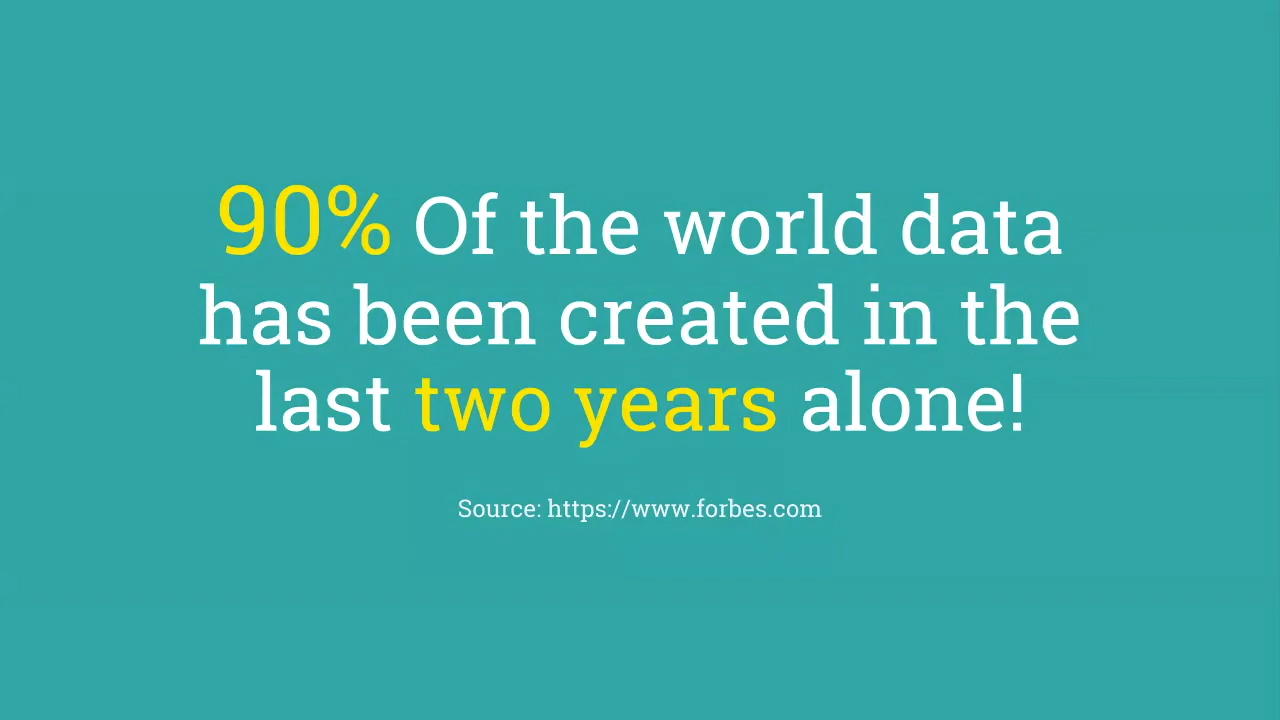 90% Of the world data
has been created in the
last two years alone!
Source: https://www.forbes.com